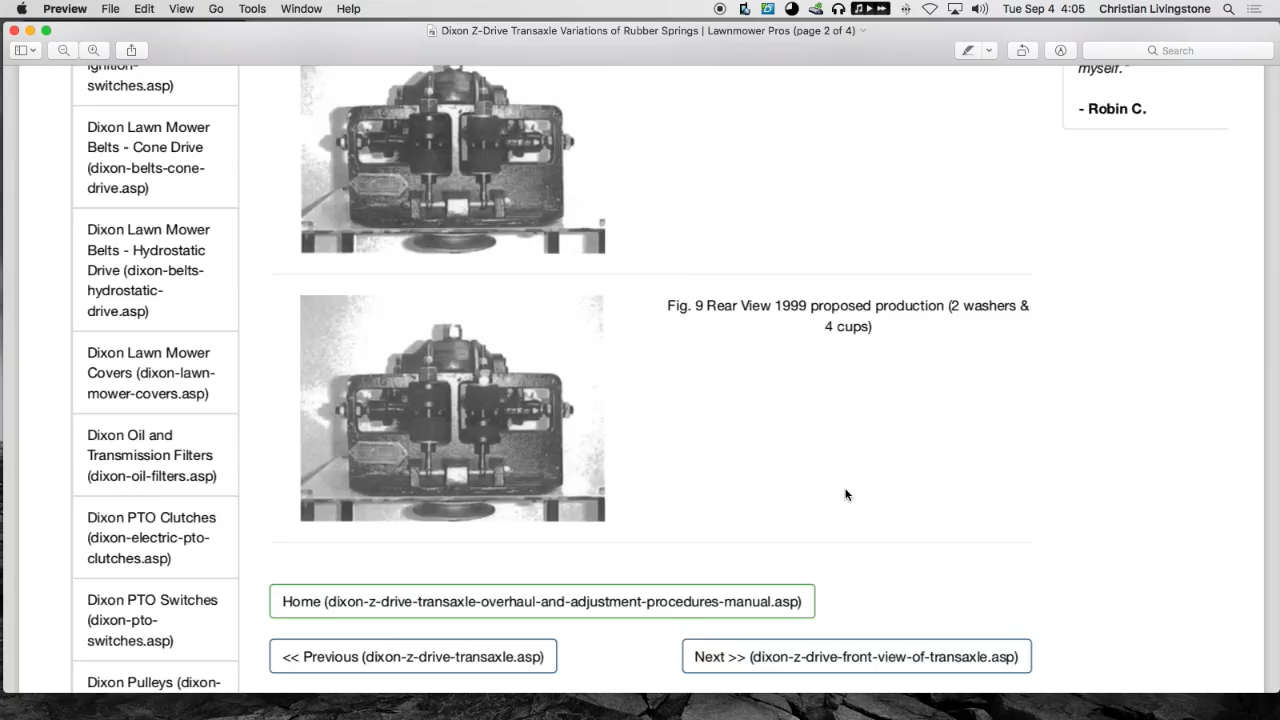 Preview File Edit View Go Tools Window Help Tue Sep 4 4:05 Christian Livingstone
Dixon Z-Drive Transaxle Variations of Rubber Springs | Lawnmower Pros (page 2 of 4)
Search
ignition-
switches.asp)
Dixon Lawn Mower
Belts - Cone Drive
(dixon-belts-cone-
drive.asp)
Dixon Lawn Mower
Belts - Hydrostatic
Drive (dixon-belts-
hydrostatic-
drive.asp)
Dixon Lawn Mower
Covers (dixon-lawn-
mower-covers.asp)
Dixon Oil and
Transmission Filters
(dixon-oil-filters.asp)
Dixon PTO Clutches
(dixon-electric-pto-
clutches.asp)
Dixon PTO Switches
(dixon-pto-
switches.asp)
Dixon Pulleys (dixon-
Fig. 9 Rear View 1999 proposed production (2 washers &
4 cups)
Home (dixon-z-drive-transaxle-overhaul-and-adjustment-procedures-manual.asp)
<< Previous (dixon-z-drive-transaxle.asp)
Next >> (dixon-z-drive-front-view-of-transaxle.asp)
myself."
- Robin C.